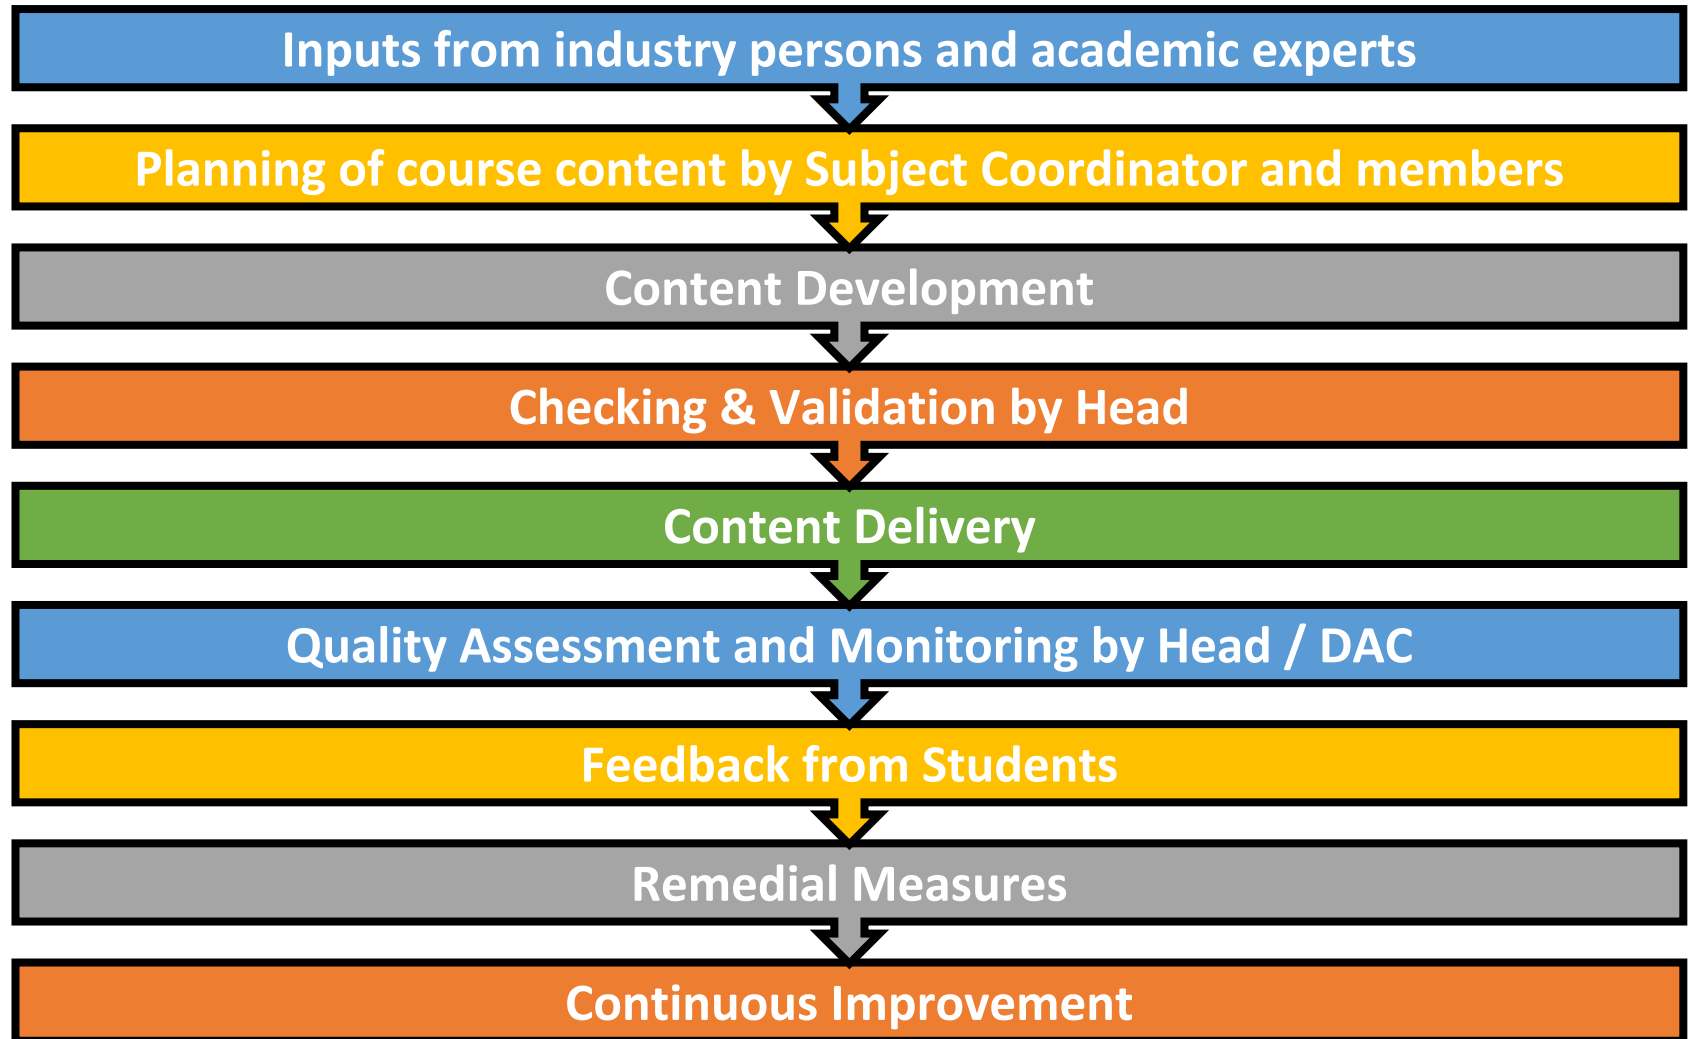 Inputs from industry persons and academic experts
Planning of course content by Subject Coordinator and members
Content Development
Checking & Validation by Head
Content Delivery
Quality Assessment and Monitoring by Head / DAC
Feedback from Students
Remedial Measures
Continuous Improvement